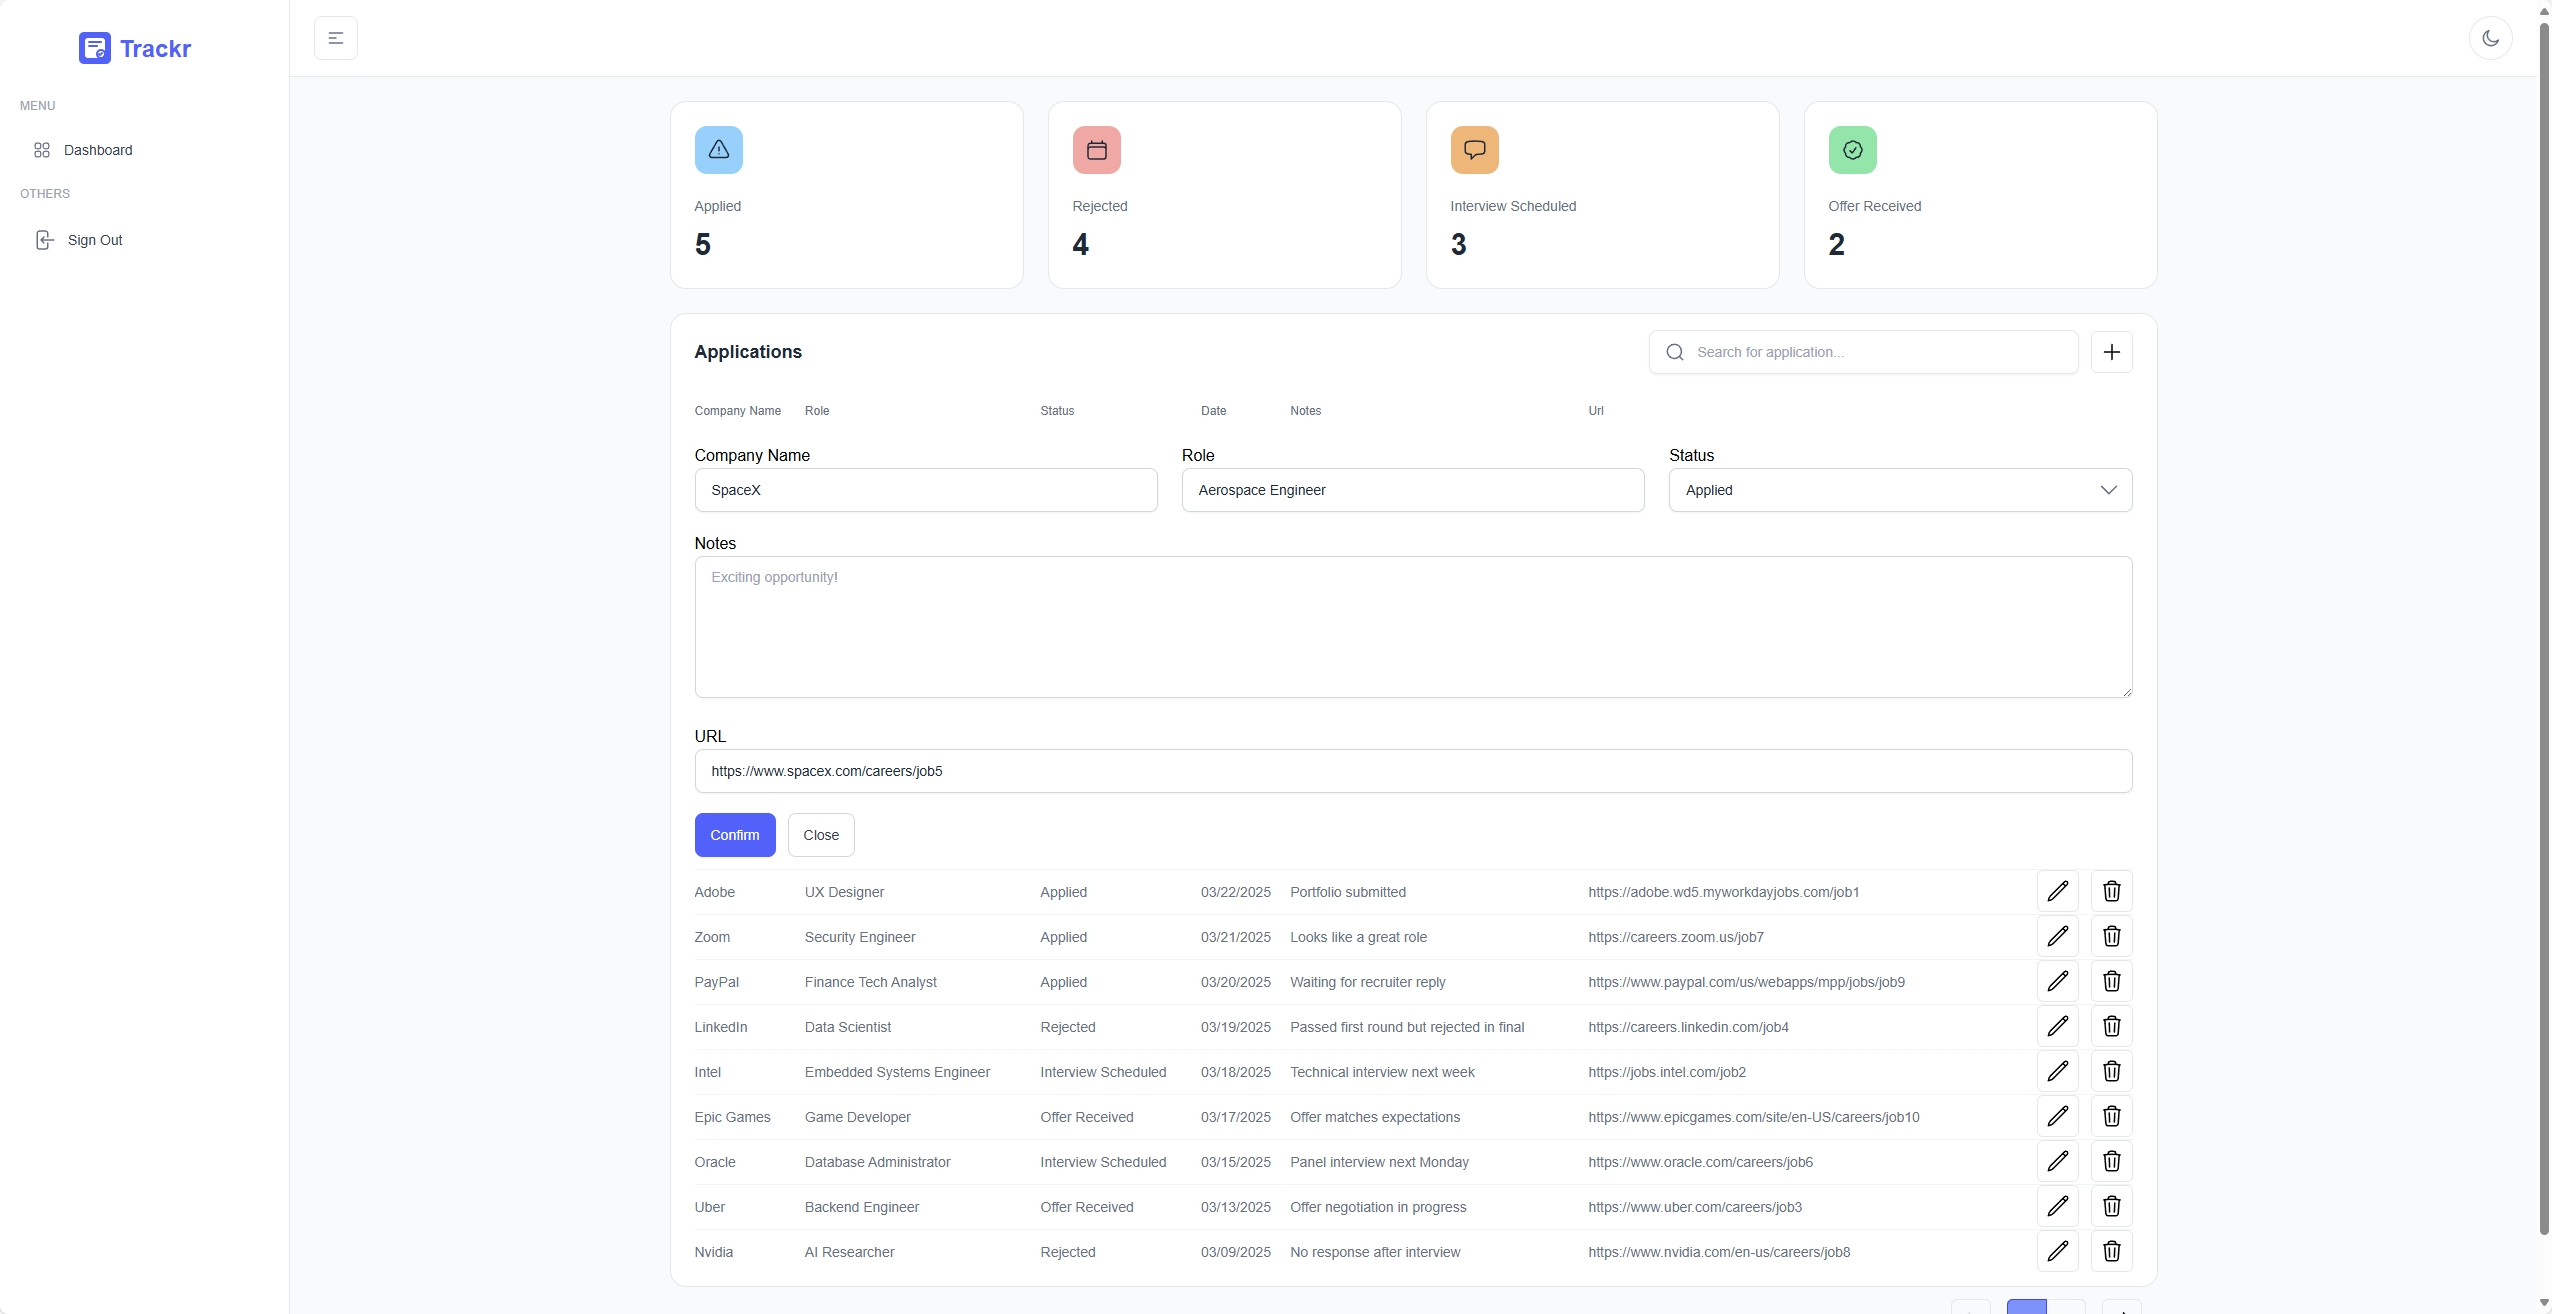 Trackr
MENU
Dashboard
OTHERS
Sign Out
Applied
5
Rejected
4
Interview Scheduled
3
Offer Received
2
Applications
Search for application...
Company Name Role Status Date Notes Url
Company Name Role Status
SpaceX Aerospace Engineer Applied
Notes
Exciting opportunity!
URL
https://www.spacex.com/careers/job5
Confirm Close
Adobe UX Designer Applied 03/22/2025 Portfolio submitted https://adobe.wd5.myworkdayjobs.com/job1
Zoom Security Engineer Applied 03/21/2025 Looks like a great role https://careers.zoom.us/job7
PayPal Finance Tech Analyst Applied 03/20/2025 Waiting for recruiter reply https://www.paypal.com/us/webapps/mpp/jobs/job9
LinkedIn Data Scientist Rejected 03/19/2025 Passed first round but rejected in final https://careers.linkedin.com/job4
Intel Embedded Systems Engineer Interview Scheduled 03/18/2025 Technical interview next week https://jobs.intel.com/job2
Epic Games Game Developer Offer Received 03/17/2025 Offer matches expectations https://www.epicgames.com/site/en-US/careers/job10
Oracle Database Administrator Interview Scheduled 03/15/2025 Panel interview next Monday https://www.oracle.com/careers/job6
Uber Backend Engineer Offer Received 03/13/2025 Offer negotiation in progress https://www.uber.com/careers/job3
Nvidia AI Researcher Rejected 03/09/2025 No response after interview https://www.nvidia.com/en-us/careers/job8